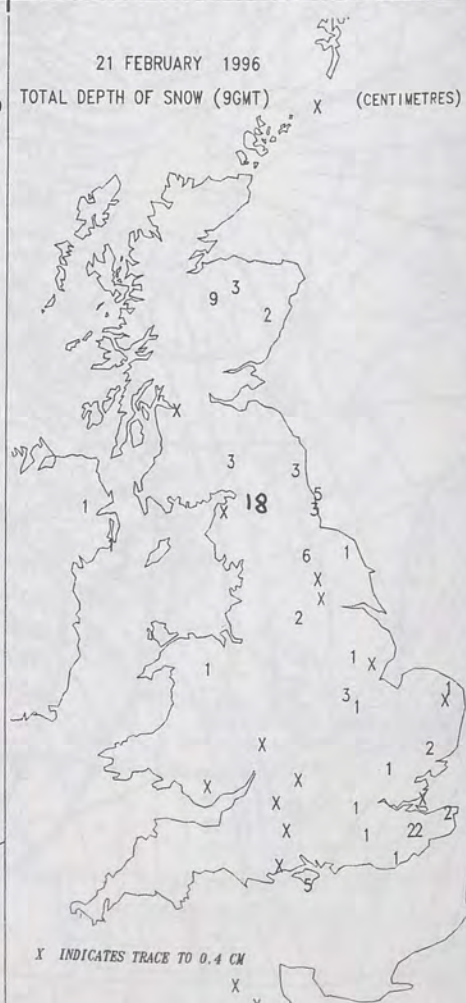 21 FEBRUARY 1996
TOTAL DEPTH OF SNOW (9GMT) X (CENTIMETRES)
3
9
2
X
3 3
5
1 X 18 3
6 1
X
X
2
1 X
1
3 1
1 X
X 2
1
X X
X 1 X 2
X 1 22
X 1
5
X INDICATES TRACE TO 0.4 CM
X
X